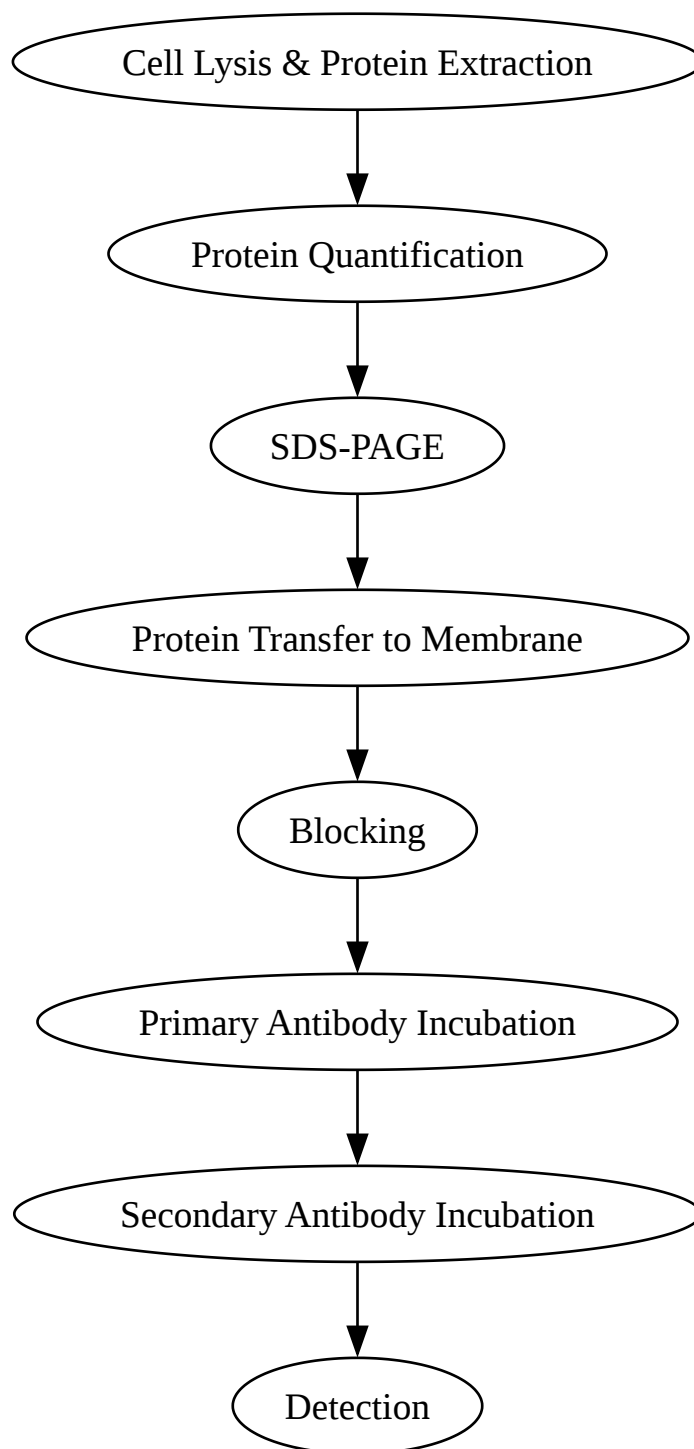 Cell Lysis & Protein Extraction
Protein Quantification
SDS-PAGE
Protein Transfer to Membrane
Blocking
Primary Antibody Incubation
Secondary Antibody Incubation
Detection